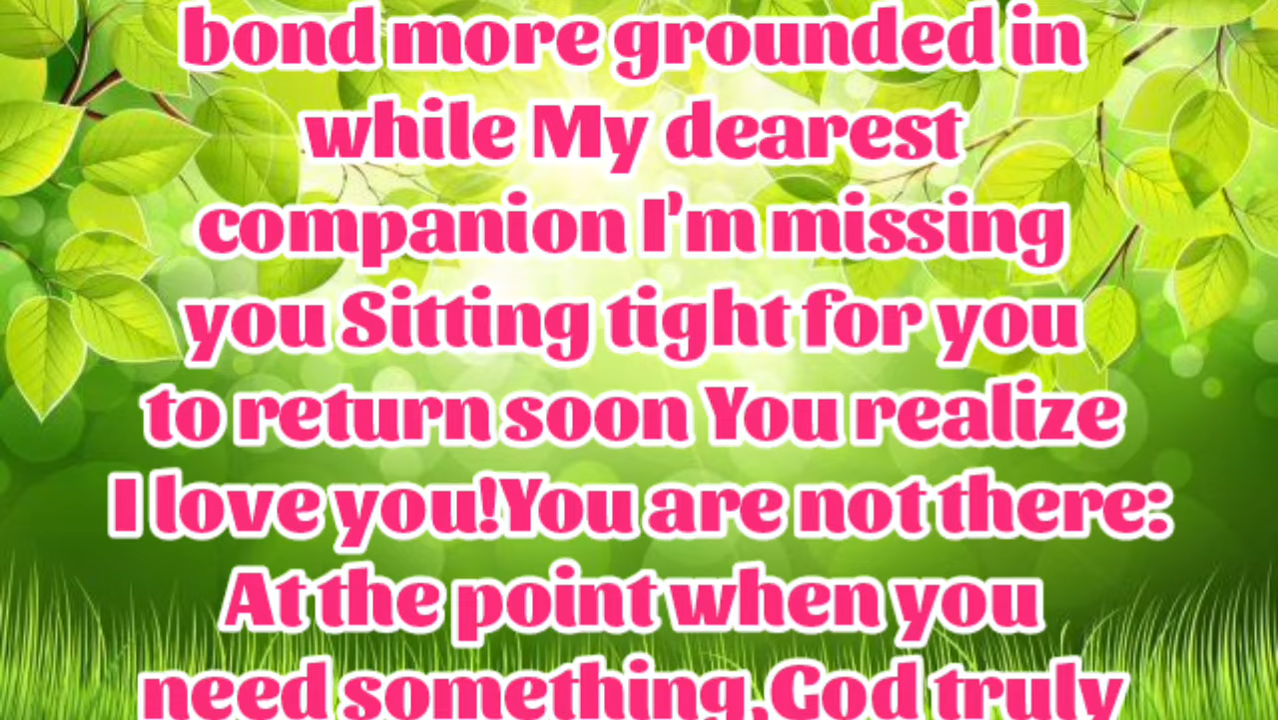 bond more grounded in
while My dearest
companion I'm missing
you Sitting tight for you
to return soon You realize
I love you!You are not there:
At the point when you
need something,God truly